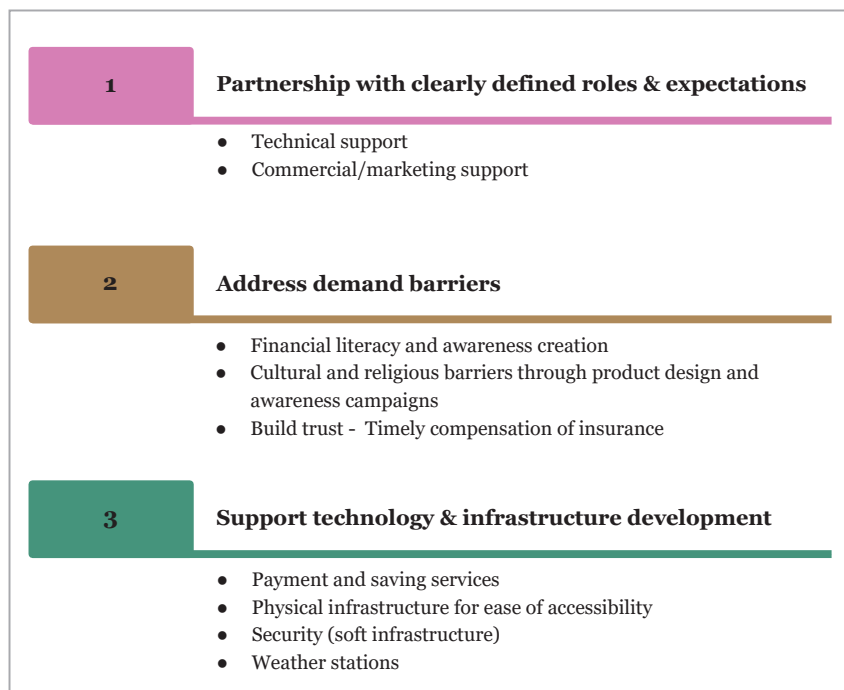 1
Partnership with clearly defined roles & expectations
● Technical support
● Commercial/marketing support
2
Address demand barriers
● Financial literacy and awareness creation
● Cultural and religious barriers through product design and
awareness campaigns
● Build trust - Timely compensation of insurance
3
Support technology & infrastructure development
● Payment and saving services
● Physical infrastructure for ease of accessibility
● Security (soft infrastructure)
● Weather stations